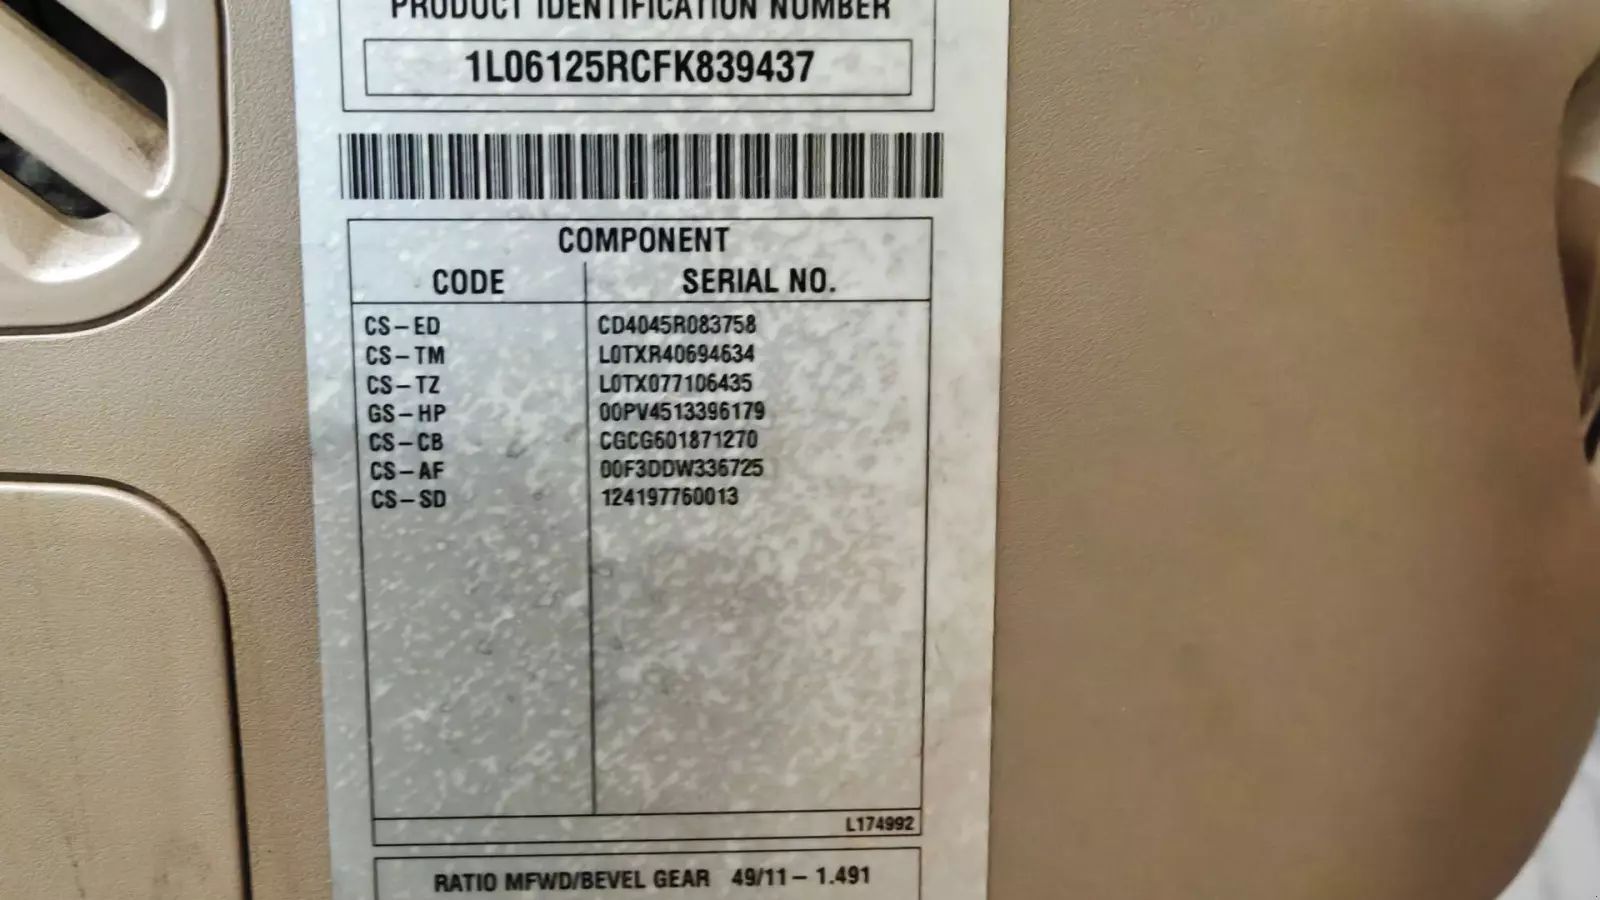 PRODUCT IDENTIFICATION NUMBER
1L06125RCFK839437
COMPONENT
CODE SERIAL NO.
CS-ED CD4045R083758
CS-TM L0TXR40694634
CS-TZ L0TX077106435
GS-HP 00PV4513396179
CS-CB CGCG601871270
CS-AF 00F3DDW336725
CS-SD 124197760013
L174992
RATIO MFWD/BEVEL GEAR 49/11-1.491